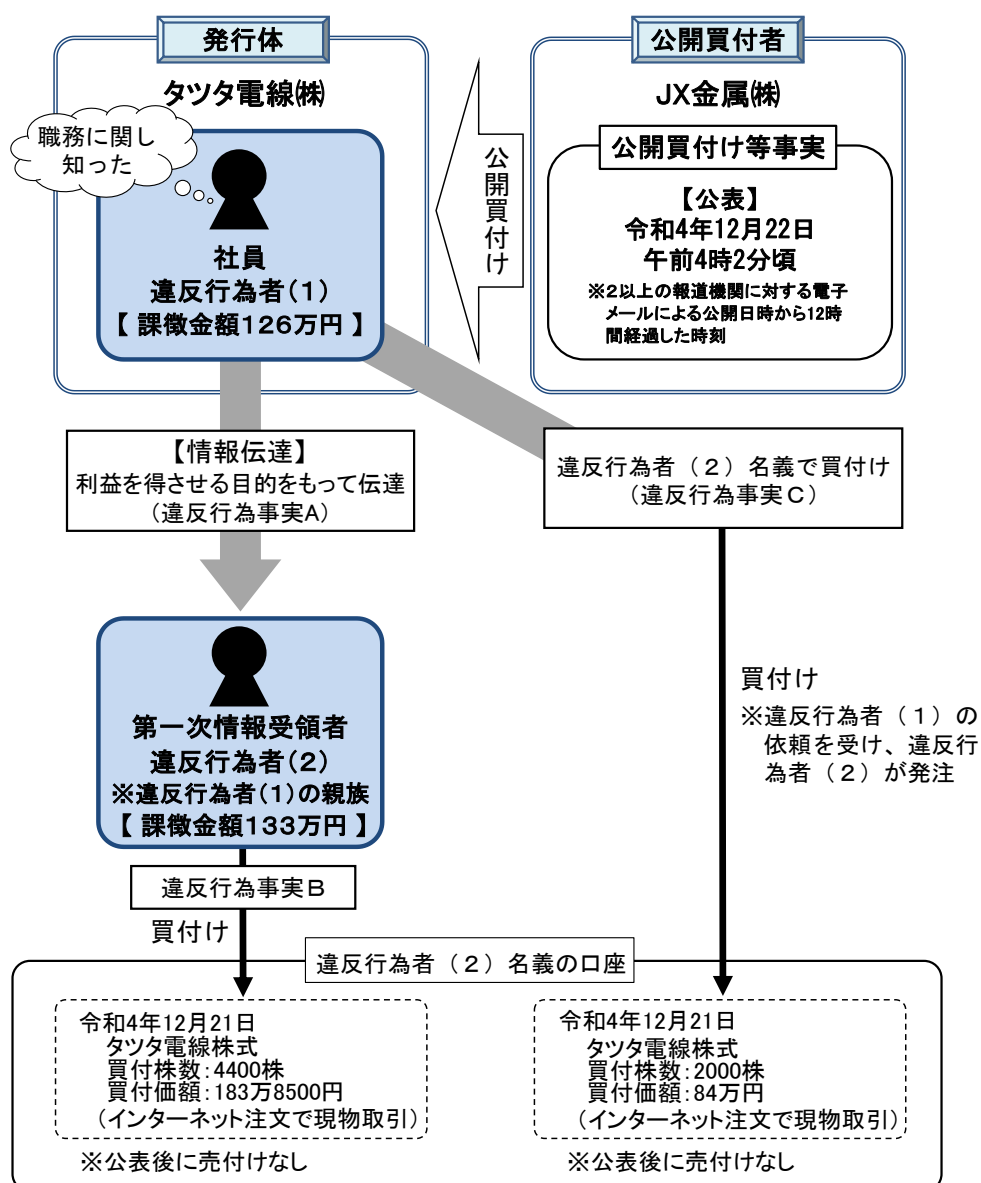 発行体
タツタ電線㈱
職務に関し
知った
社員
違反行為者(1)
【 課徴金額126万円 】
公開買付け
公開買付者
JX金属㈱
公開買付け等事実
【公表】
令和4年12月22日
午前4時2分頃
※2以上の報道機関に対する電子
メールによる公開日時から12時
間経過した時刻
【情報伝達】
利益を得させる目的をもって伝達
（違反行為事実A）
違反行為者（２）名義で買付け
（違反行為事実Ｃ）
第一次情報受領者
違反行為者(2)
※違反行為者(1)の親族
【 課徴金額133万円 】
違反行為事実Ｂ
買付け
買付け
※違反行為者（１）の
依頼を受け、違反行
為者（２）が発注
違反行為者（２）名義の口座
令和4年12月21日
タツタ電線株式
買付株数：4400株
買付価額：183万8500円
（インターネット注文で現物取引）
※公表後に売付けなし
令和4年12月21日
タツタ電線株式
買付株数：2000株
買付価額：84万円
（インターネット注文で現物取引）
※公表後に売付けなし